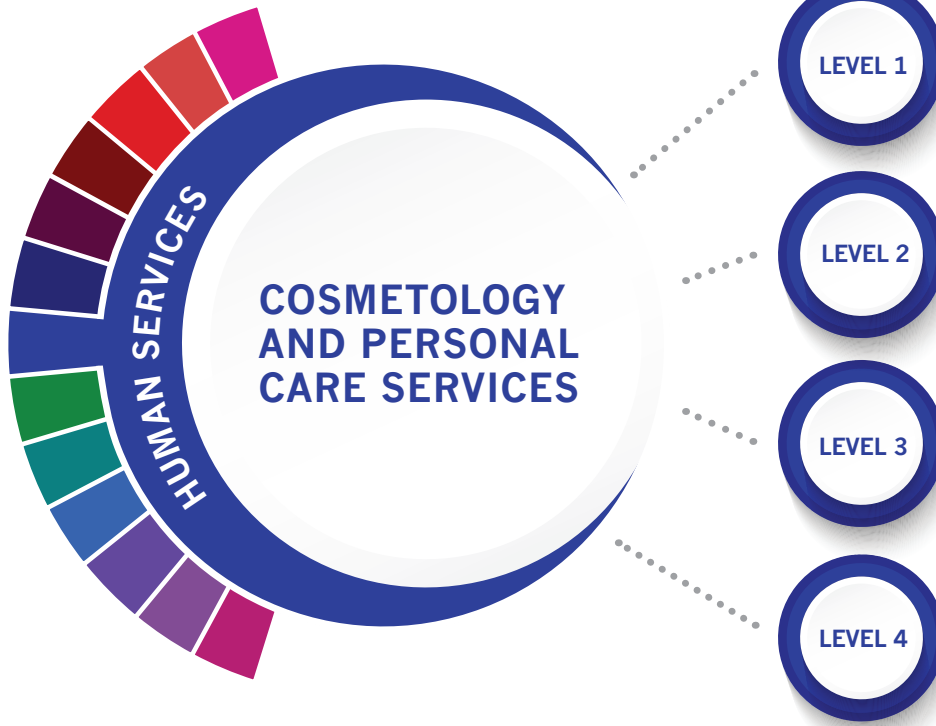 HUMAN SERVICES
COSMETOLOGY
AND PERSONAL
CARE SERVICES
LEVEL 1
LEVEL 2
LEVEL 3
LEVEL 4